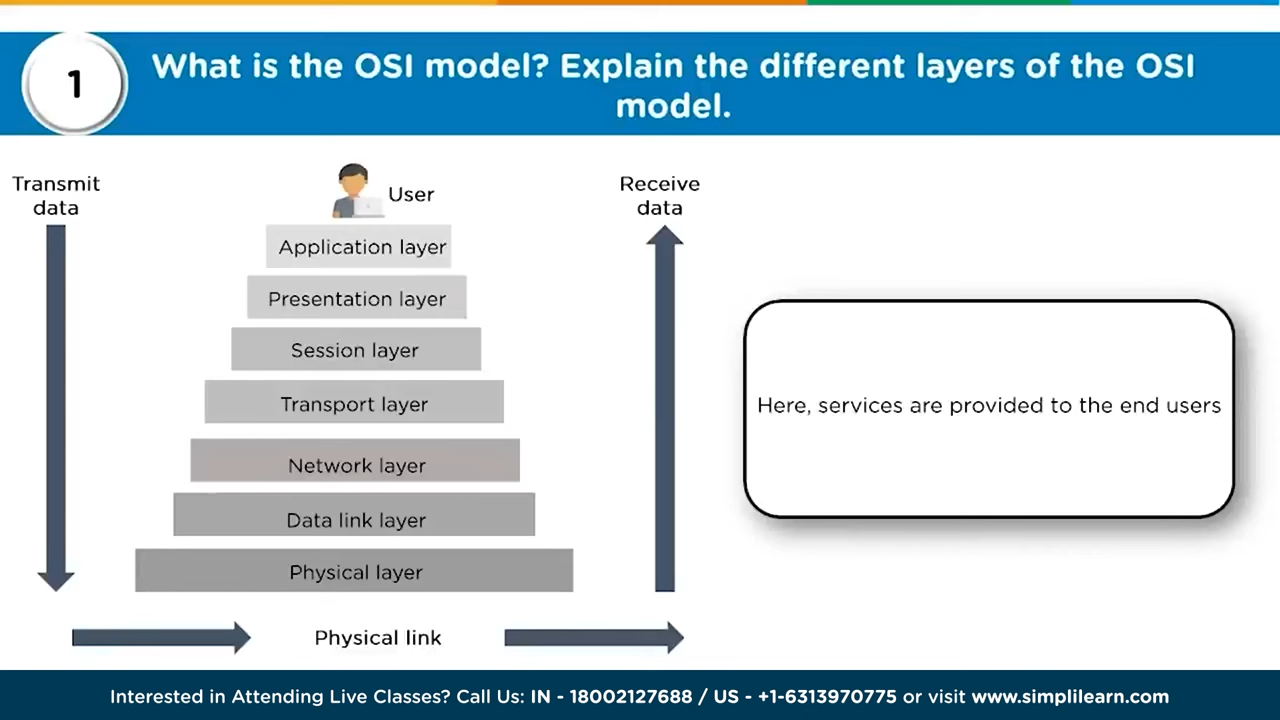 1
What is the OSI model? Explain the different layers of the OSI
model.
Transmit
data
User
Receive
data
Application layer
Presentation layer
Session layer
Transport layer
Network layer
Data link layer
Physical layer
Physical link
Here, services are provided to the end users
Interested in Attending Live Classes? Call Us: IN - 18002127688 / US - +1-6313970775 or visit www.simplilearn.com